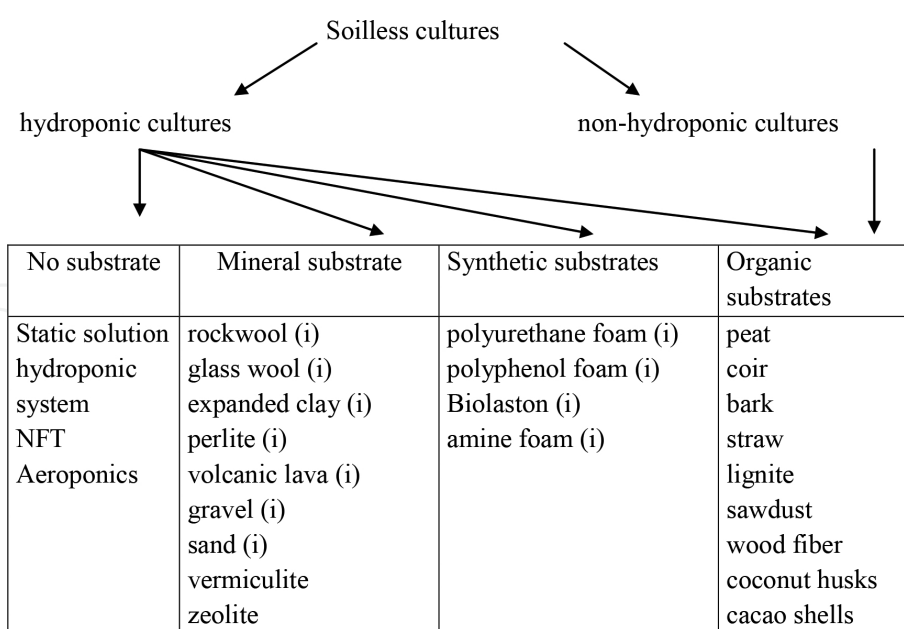 Soilless cultures
hydroponic cultures
non-hydroponic cultures
No substrate
Mineral substrate
Synthetic substrates
Organic
substrates
Static solution
hydroponic
system
NFT
Aeroponics
rockwool (i)
glass wool (i)
expanded clay (i)
perlite (i)
volcanic lava (i)
gravel (i)
sand (i)
vermiculite
zeolite
polyurethane foam (i)
polyphenol foam (i)
Biolaston (i)
amine foam (i)
peat
coir
bark
straw
lignite
sawdust
wood fiber
coconut husks
cacao shells